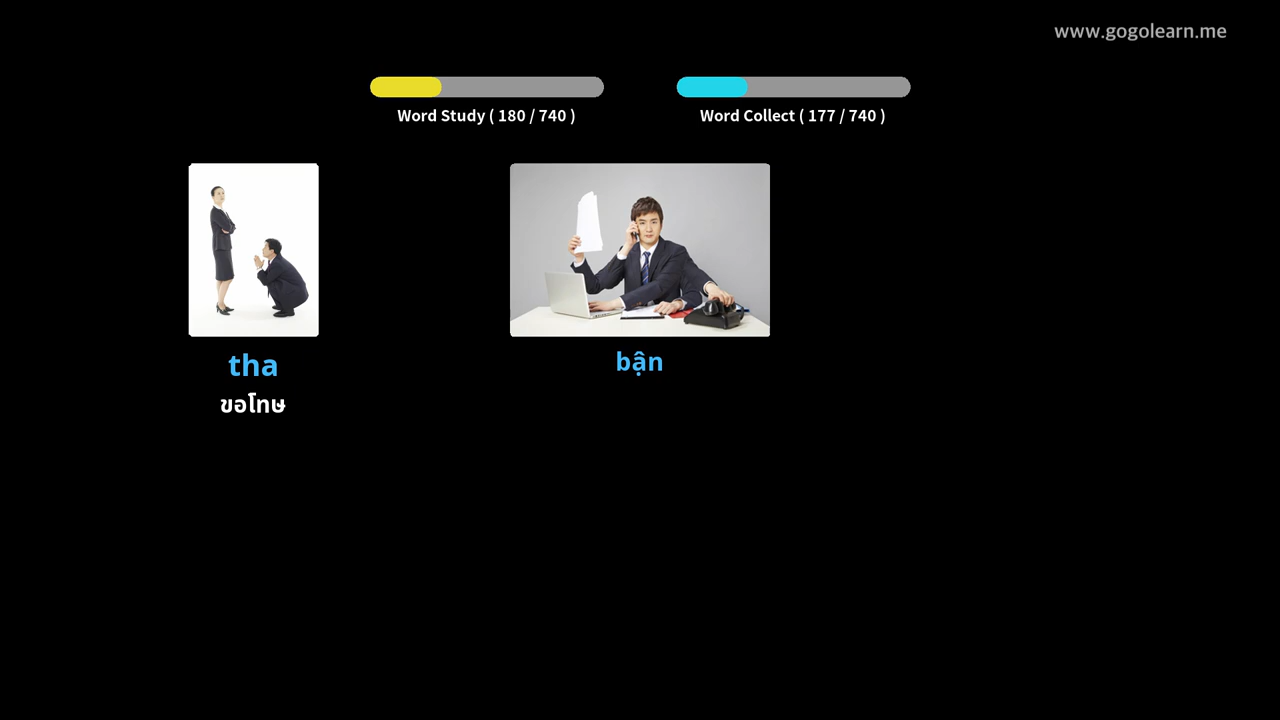 www.gogolearn.me
Word Study ( 180 / 740 )
Word Collect ( 177 / 740 )
tha
ขอโทษ
bận